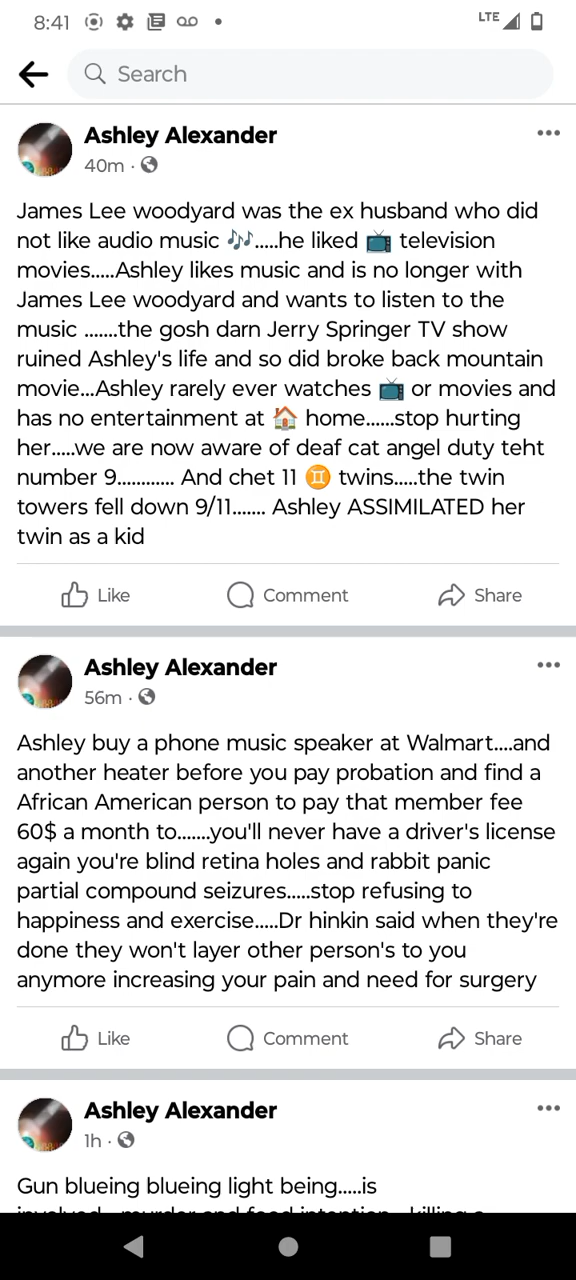 8:41
LTE
Search
Ashley Alexander
40m ·
James Lee woodyard was the ex husband who did
not like audio music 🎶.....he liked 📺 television
movies.....Ashley likes music and is no longer with
James Lee woodyard and wants to listen to the
music .......the gosh darn Jerry Springer TV show
ruined Ashley's life and so did broke back mountain
movie...Ashley rarely ever watches 📺 or movies and
has no entertainment at 🏠 home......stop hurting
her.....we are now aware of deaf cat angel duty teht
number 9............ And chet 11 ♊ twins.....the twin
towers fell down 9/11....... Ashley ASSIMILATED her
twin as a kid
Like Comment Share
Ashley Alexander
56m ·
Ashley buy a phone music speaker at Walmart....and
another heater before you pay probation and find a
African American person to pay that member fee
60$ a month to.......you'll never have a driver's license
again you're blind retina holes and rabbit panic
partial compound seizures.....stop refusing to
happiness and exercise.....Dr hinkin said when they're
done they won't layer other person's to you
anymore increasing your pain and need for surgery
Like Comment Share
Ashley Alexander
1h ·
Gun blueing blueing light being.....is